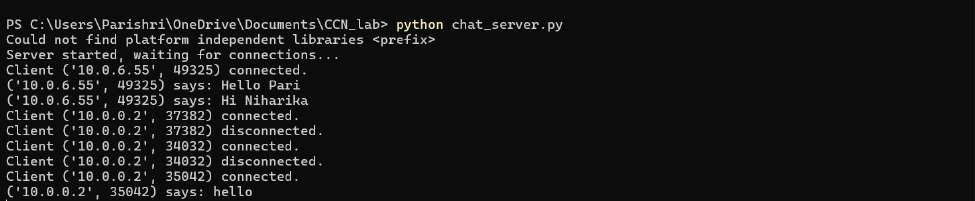 PS C:\Users\Parishri\OneDrive\Documents\CCN_lab> python chat_server.py
Could not find platform independent libraries <prefix>
Server started, waiting for connections...
Client ('10.0.6.55', 49325) connected.
('10.0.6.55', 49325) says: Hello Pari
('10.0.6.55', 49325) says: Hi Niharika
Client ('10.0.0.2', 37382) connected.
Client ('10.0.0.2', 37382) disconnected.
Client ('10.0.0.2', 34032) connected.
Client ('10.0.0.2', 34032) disconnected.
Client ('10.0.0.2', 35042) connected.
('10.0.0.2', 35042) says: hello